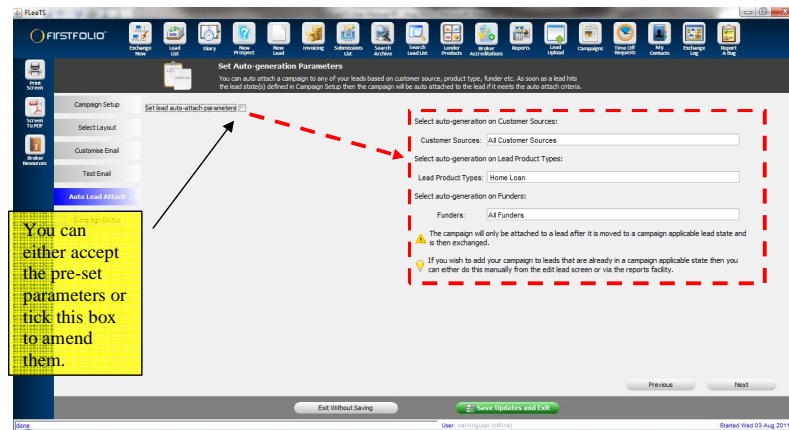 FLeaTS
FIRSTFOLIO
Exchange Now
Lead List
Diary
New Prospect
New Lead
Invoicing
Submissions List
Search Archive
Search Lead List
Lender Products
Broker Accreditations
Reports
Lead Upload
Campaigns
Time Off Requests
My Contacts
Exchange Log
Report A Bug
Print Screen
Screen To PDF
Broker Resources
Set Auto-generation Parameters
You can auto attach a campaign to any of your leads based on customer source, product type, funder etc. As soon as a lead hits
the lead state(s) defined in Campaign Setup then the campaign will be auto attached to the lead if it meets the auto attach criteria.
Campaign Setup
Select Layout
Customise Email
Test Email
Auto Lead Attach
Set lead auto-attach parameters
Select auto-generation on Customer Sources:
Customer Sources: All Customer Sources
Select auto-generation on Lead Product Types:
Lead Product Types: Home Loan
Select auto-generation on Funders:
Funders: All Funders
The campaign will only be attached to a lead after it is moved to a campaign applicable lead state and
is then exchanged.
If you wish to add your campaign to leads that are already in a campaign applicable state then you
can either do this manually from the edit lead screen or via the reports facility.
You can
either accept
the pre-set
parameters or
tick this box
to amend
them.
Previous
Next
Exit Without Saving
Save Updates and Exit
done
User: traininguser (offline)
Started Wed 03 Aug 2011